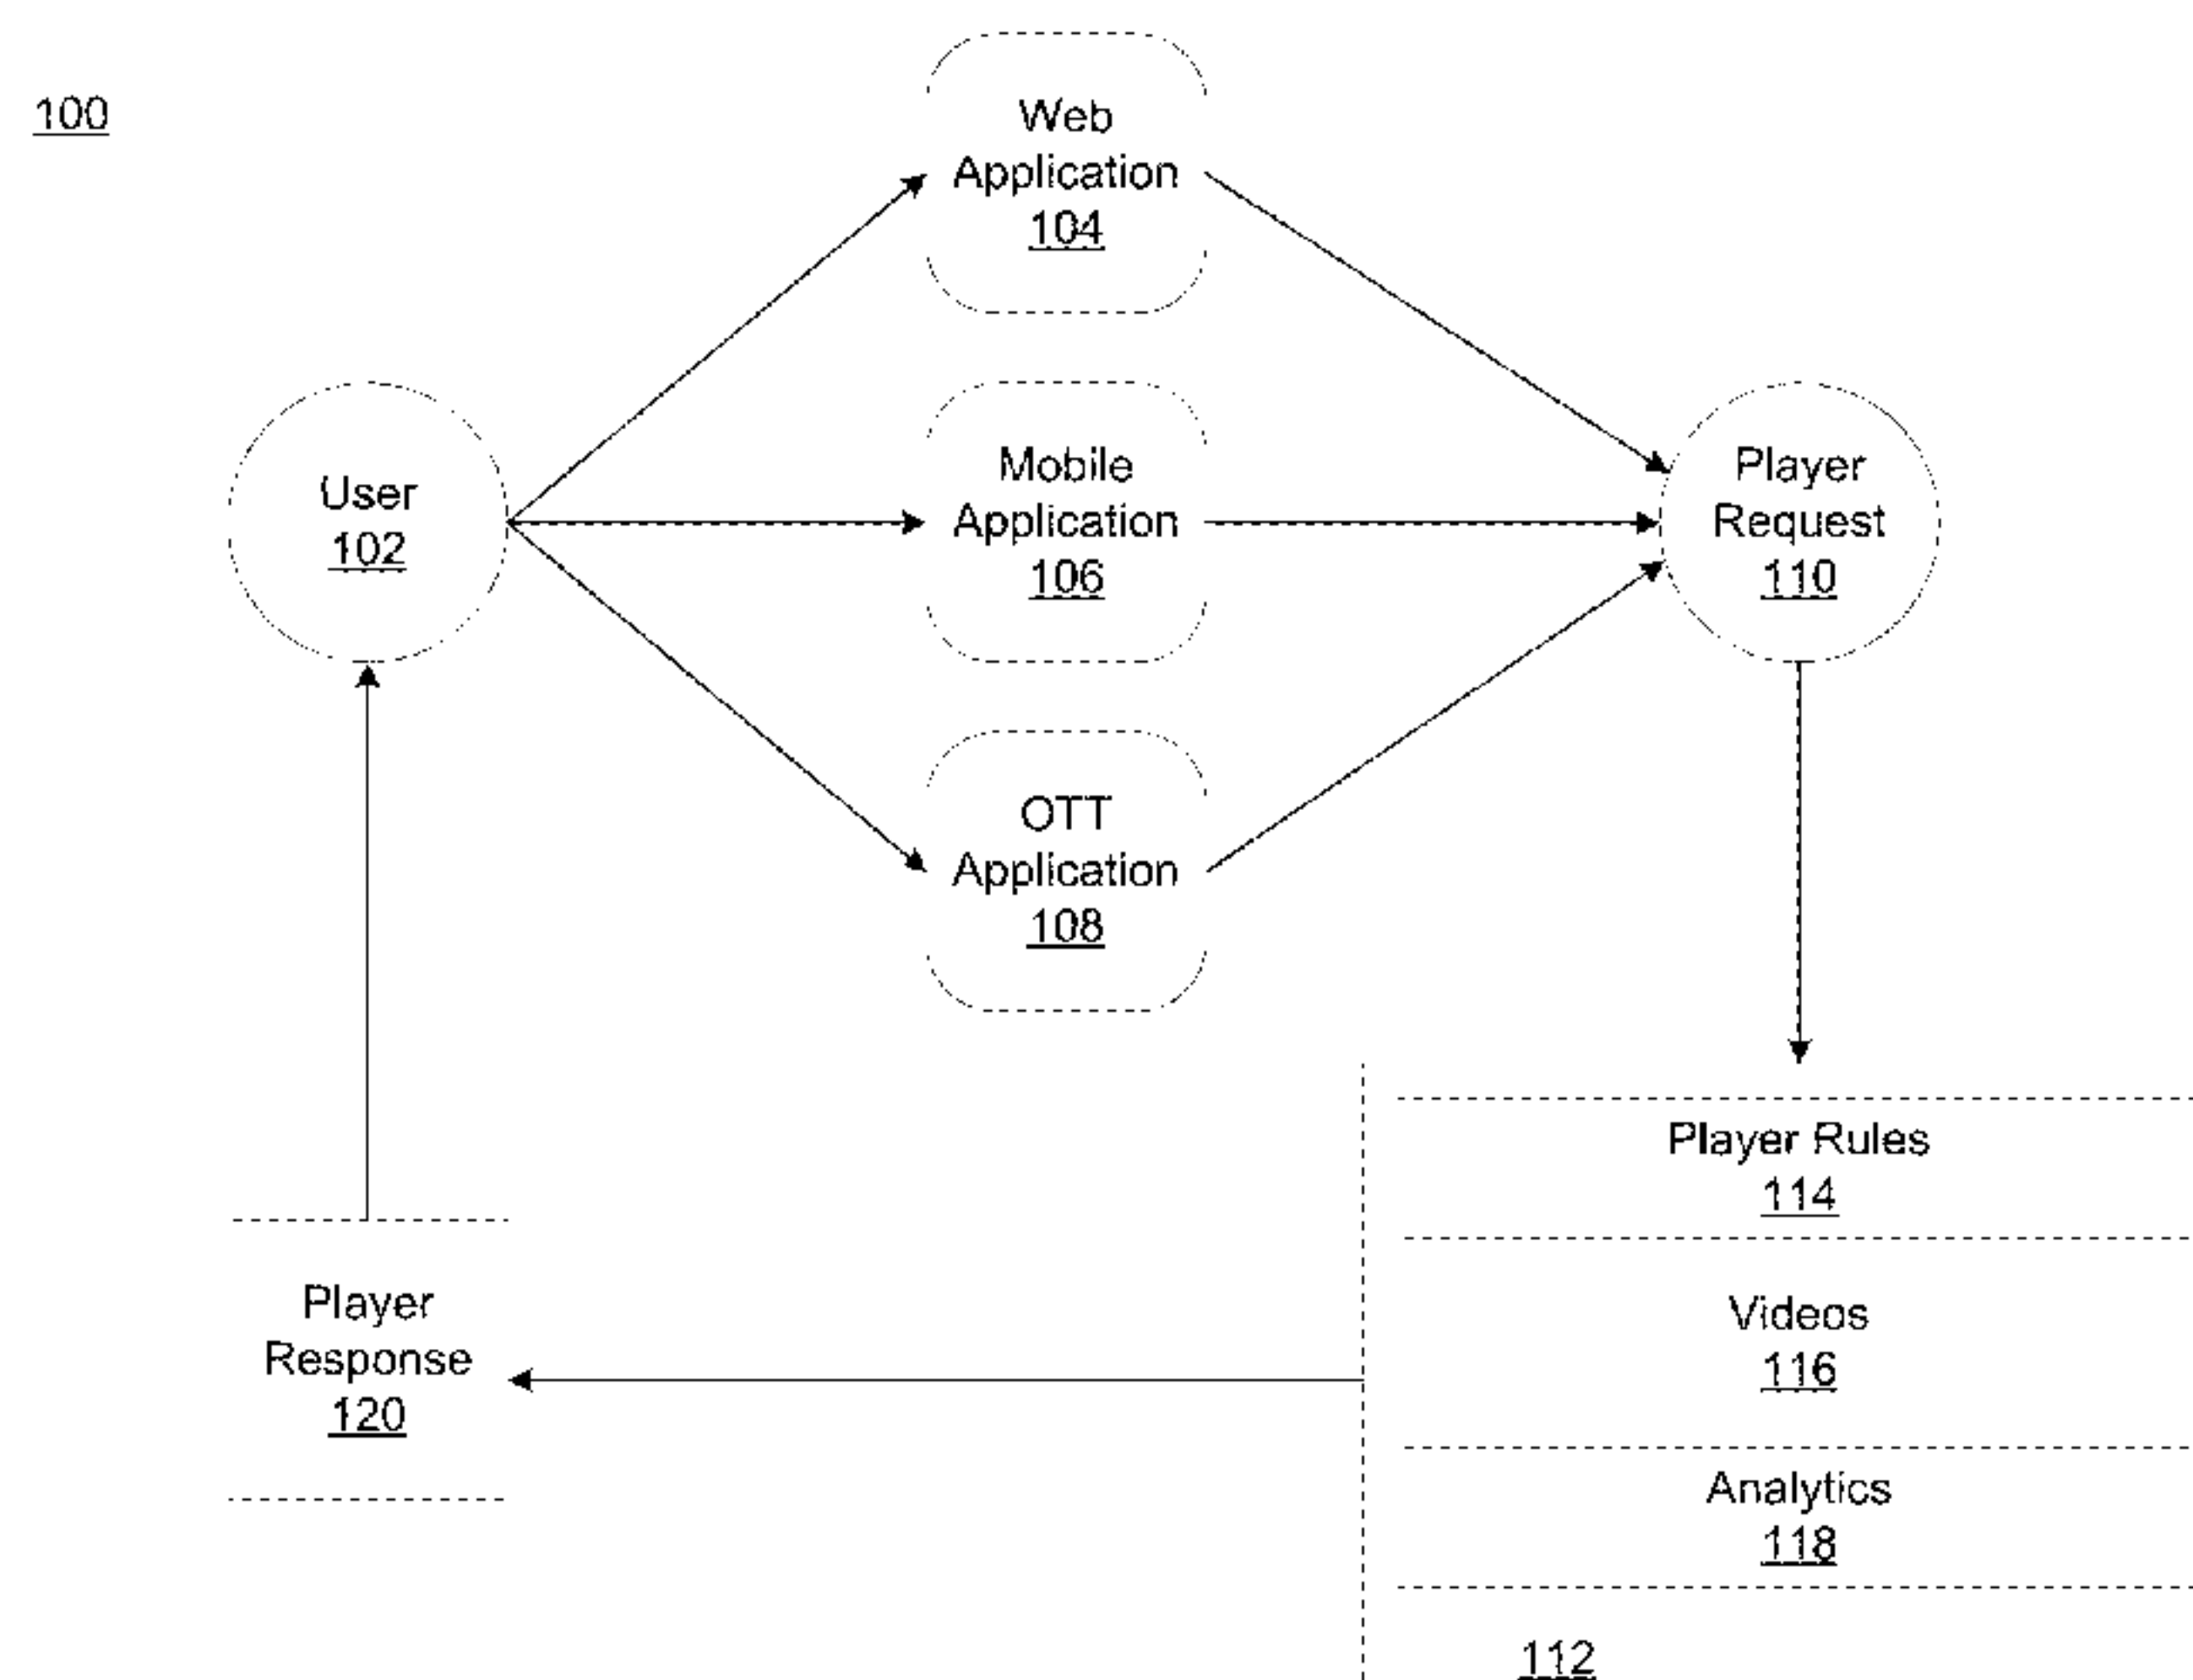 100
Web
Application
104
User
102
Mobile
Application
106
Player
Request
110
OTT
Application
108
Player Rules
114
Videos
116
Analytics
118
112
Player
Response
120